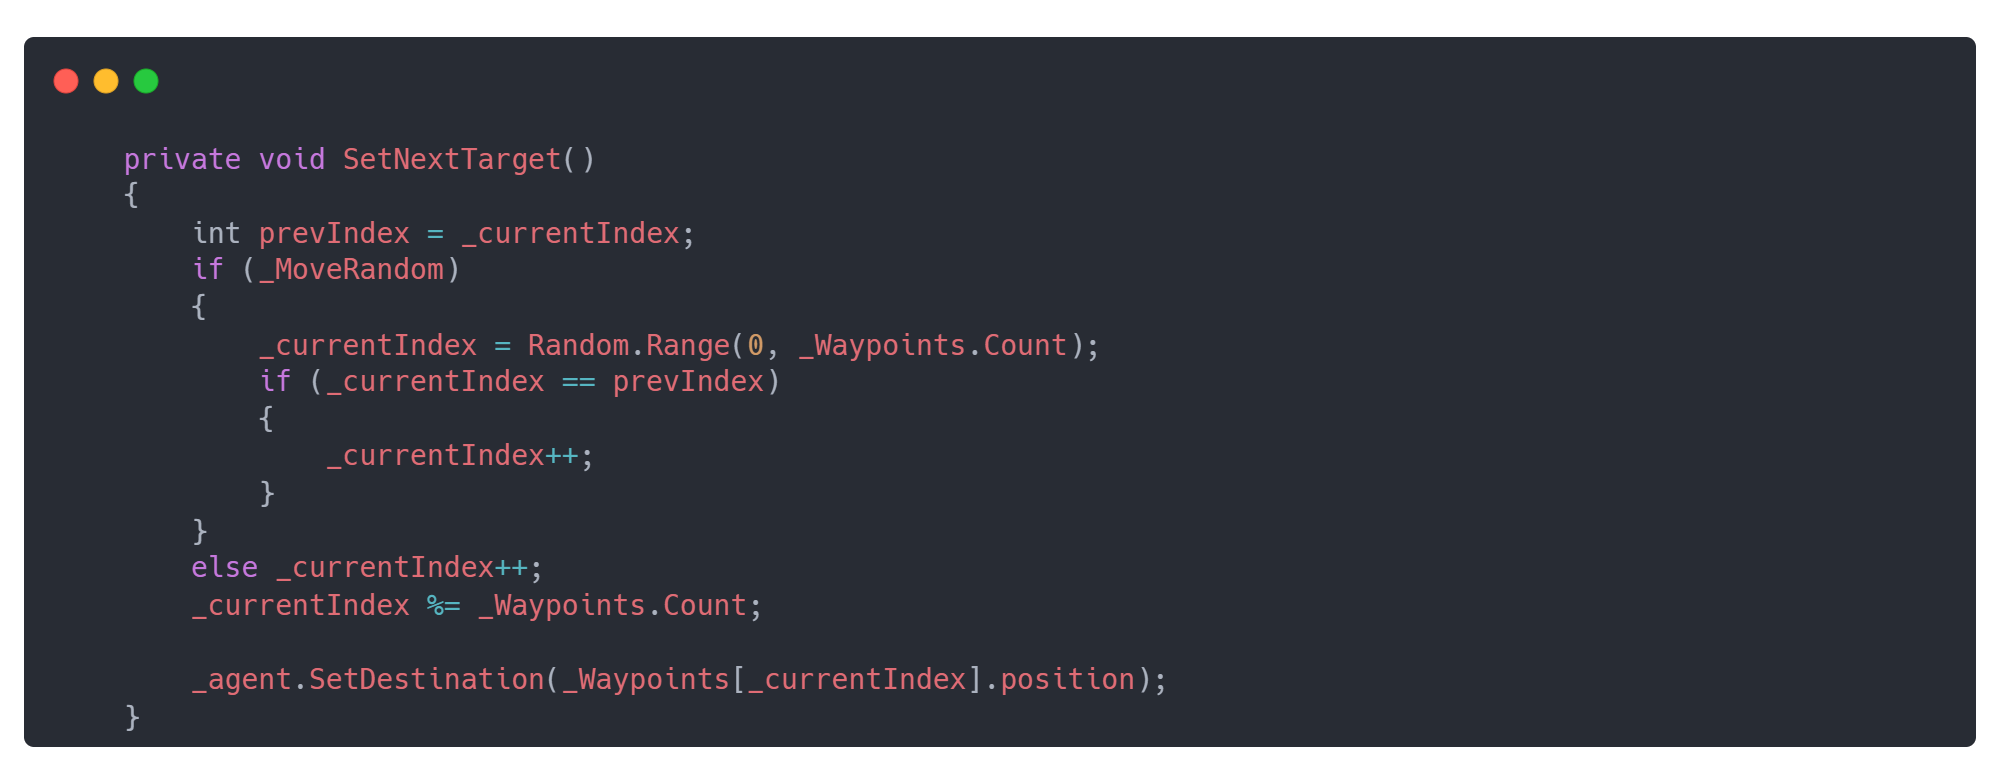 private void SetNextTarget()
{
    int prevIndex = _currentIndex;
    if (_MoveRandom)
    {
        _currentIndex = Random.Range(0, _Waypoints.Count);
        if (_currentIndex == prevIndex)
        {
            _currentIndex++;
        }
    }
    else _currentIndex++;
    _currentIndex %= _Waypoints.Count;

    _agent.SetDestination(_Waypoints[_currentIndex].position);
}